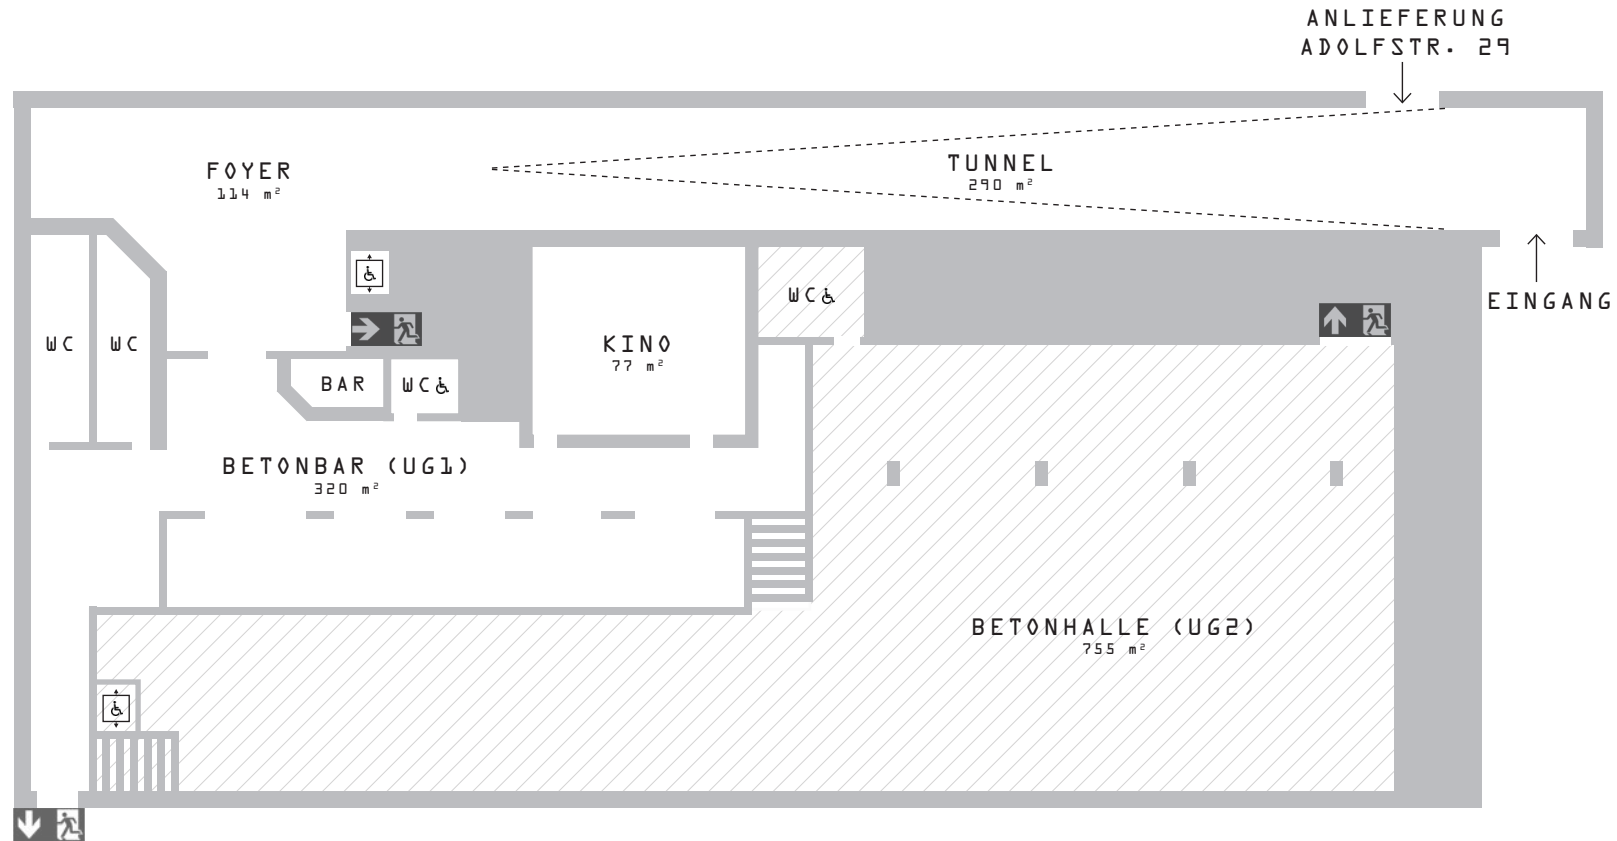 ANLIEFERUNG
ADOLFSTR. 29
FOYER
114 m²
TUNNEL
290 m²
EINGANG
WC
WC
BAR
WC
KINO
77 m²
WC
BETONBAR (UG1)
320 m²
BETONHALLE (UG2)
755 m²